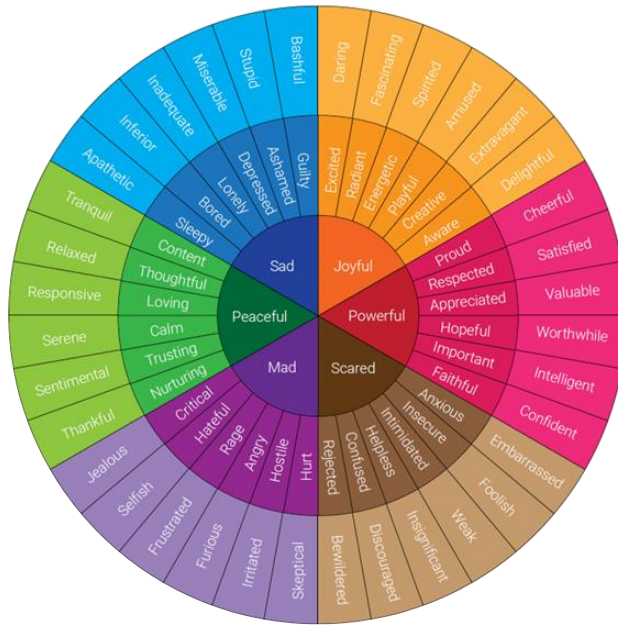 Joyful
Excited
Radiant
Energetic
Playful
Creative
Aware
Daring
Fascinating
Spirited
Amused
Extravagant
Delightful
Powerful
Proud
Respected
Appreciated
Hopeful
Important
Faithful
Cheerful
Satisfied
Valuable
Worthwhile
Intelligent
Confident
Scared
Anxious
Insecure
Intimidated
Helpless
Confused
Rejected
Embarrassed
Foolish
Weak
Insignificant
Discouraged
Bewildered
Mad
Hurt
Hostile
Angry
Rage
Hateful
Critical
Skeptical
Irritated
Furious
Frustrated
Selfish
Jealous
Peaceful
Nurturing
Trusting
Calm
Loving
Thoughtful
Content
Thankful
Sentimental
Serene
Responsive
Relaxed
Tranquil
Sad
Sleepy
Bored
Lonely
Depressed
Ashamed
Guilty
Apathetic
Inferior
Inadequate
Miserable
Stupid
Bashful